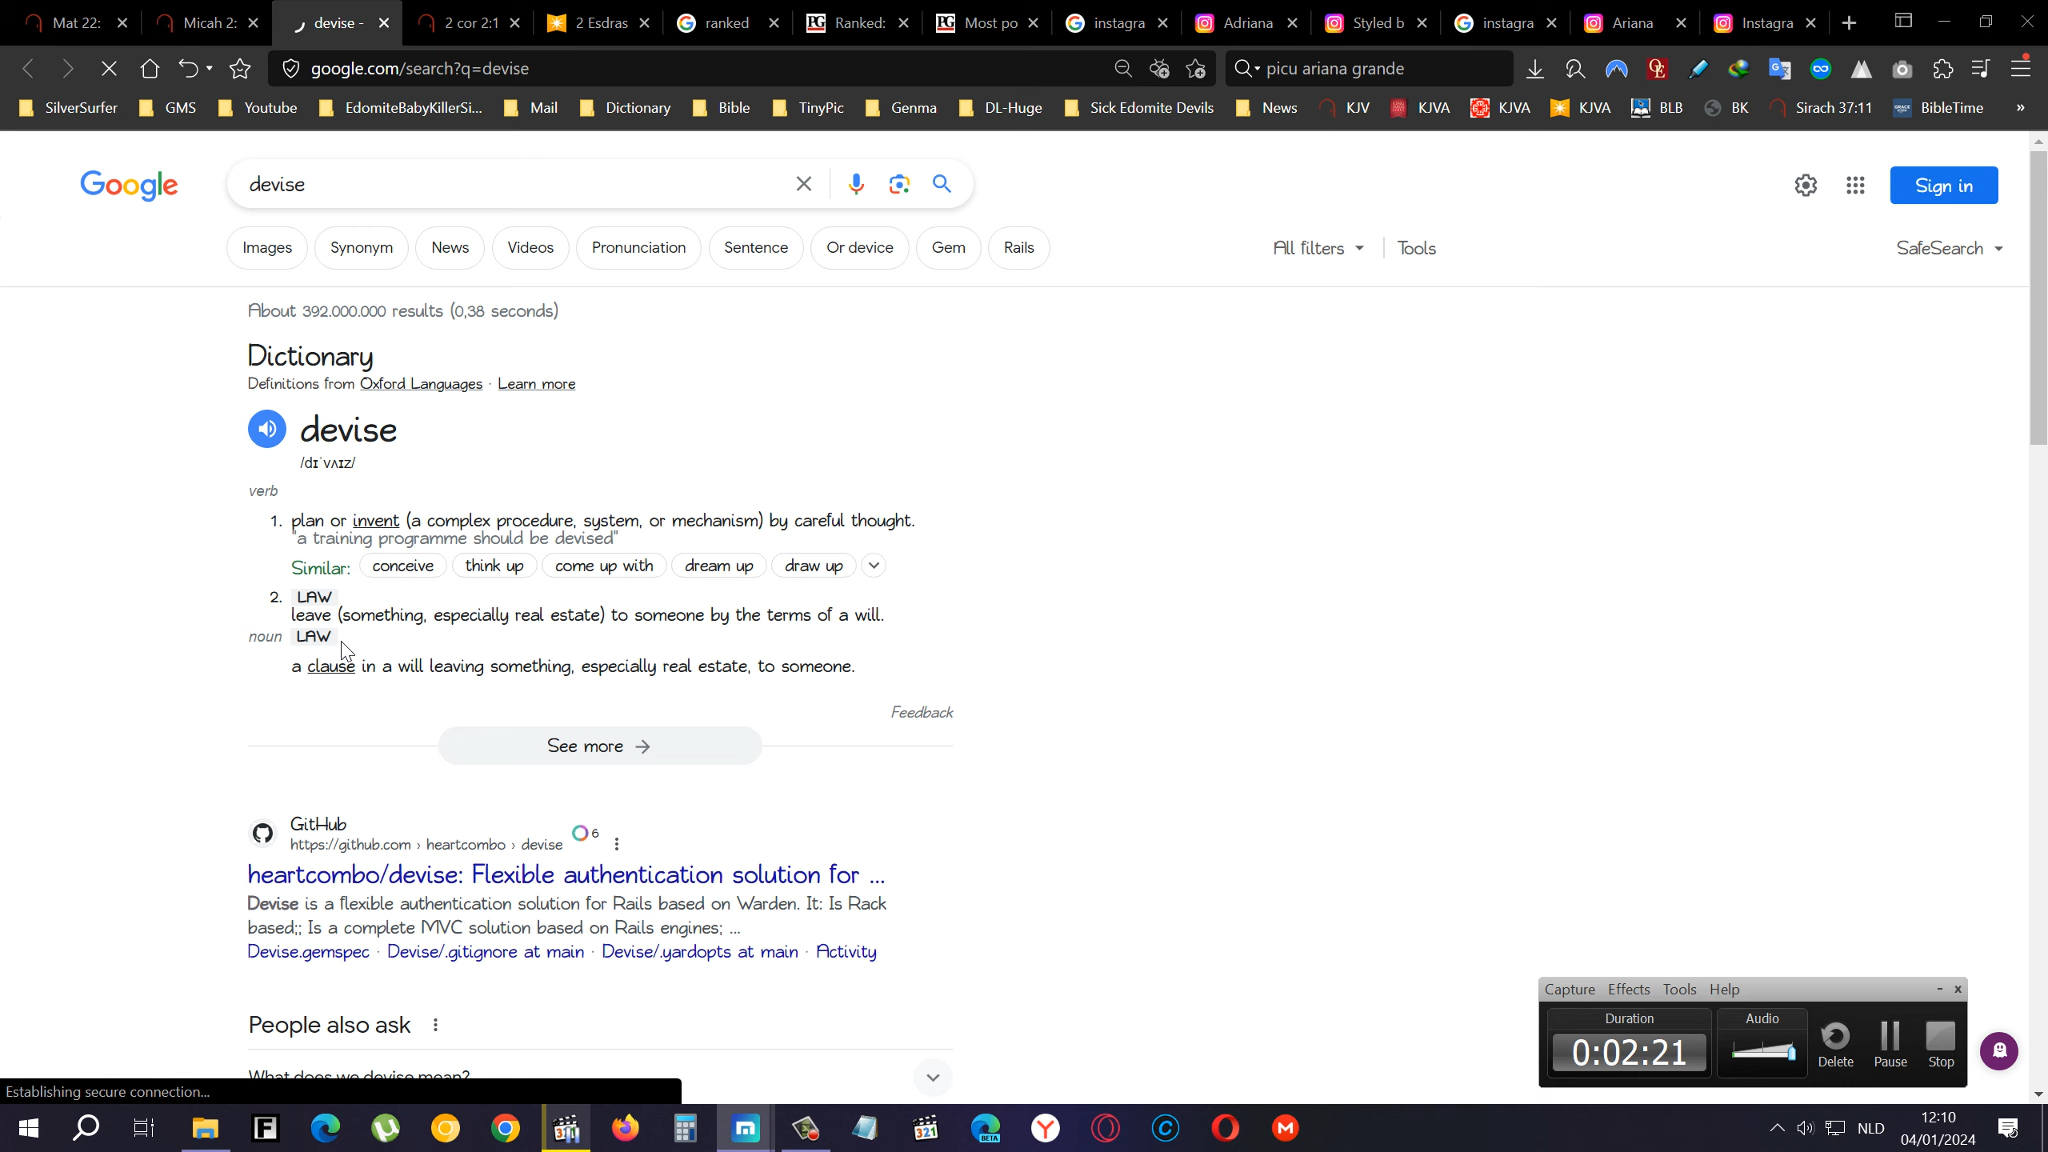 Mat 22:
Micah 2:
devise -
2 cor 2:1
2 Esdras
ranked
Ranked:
Most po
instagra
Adriana
Styled b
instagra
Ariana
Instagra
google.com/search?q=devise
picu ariana grande
SilverSurfer
GMS
Youtube
EdomiteBabyKillerSi...
Mail
Dictionary
Bible
TinyPic
Genma
DL-Huge
Sick Edomite Devils
News
KJV
KJVA
KJVA
KJVA
BLB
BK
Sirach 37:11
BibleTime
»
Google
devise
Sign in
Images
Synonym
News
Videos
Pronunciation
Sentence
Or device
Gem
Rails
All filters
Tools
SafeSearch
About 392.000.000 results (0,38 seconds)
Dictionary
Definitions from Oxford Languages · Learn more
devise
/dɪˈvʌɪz/
verb
1. plan or invent (a complex procedure, system, or mechanism) by careful thought.
"a training programme should be devised"
Similar: conceive think up come up with dream up draw up
2. LAW
leave (something, especially real estate) to someone by the terms of a will.
noun LAW
a clause in a will leaving something, especially real estate, to someone.
Feedback
See more →
GitHub
https://github.com › heartcombo › devise
6
heartcombo/devise: Flexible authentication solution for ...
Devise is a flexible authentication solution for Rails based on Warden. It: Is Rack
based;; Is a complete MVC solution based on Rails engines; ...
Devise.gemspec · Devise/.gitignore at main · Devise/.yardopts at main · Activity
People also ask
What does we devise mean?
Capture Effects Tools Help
Duration
Audio
0:02:21
Delete
Pause
Stop
Establishing secure connection...
321
BETA
NLD
12:10
04/01/2024